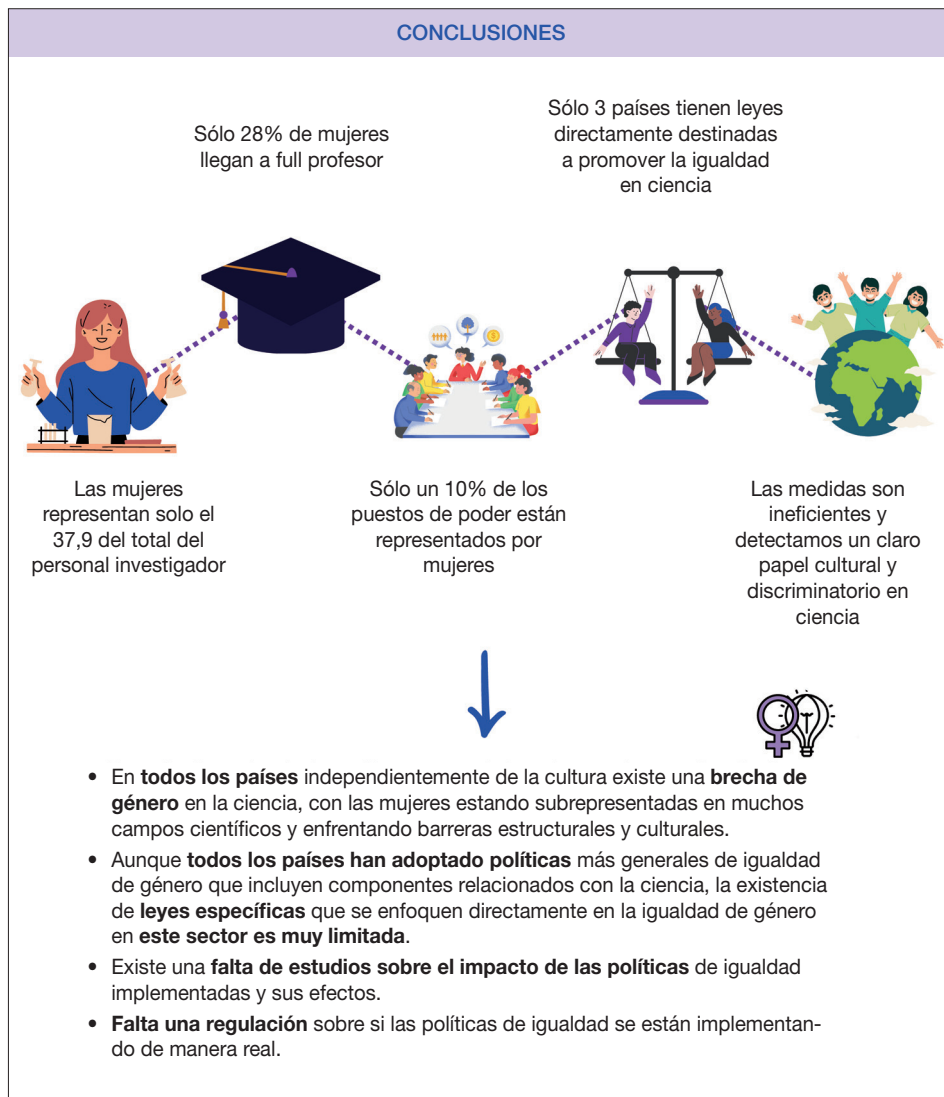 CONCLUSIONES
Sólo 28% de mujeres
llegan a full profesor
Sólo 3 países tienen leyes
directamente destinadas
a promover la igualdad
en ciencia
Las mujeres
representan solo el
37,9 del total del
personal investigador
Sólo un 10% de los
puestos de poder están
representados por
mujeres
Las medidas son
ineficientes y
detectamos un claro
papel cultural y
discriminatorio en
ciencia
• En todos los países independientemente de la cultura existe una brecha de
género en la ciencia, con las mujeres estando subrepresentadas en muchos
campos científicos y enfrentando barreras estructurales y culturales.
• Aunque todos los países han adoptado políticas más generales de igualdad
de género que incluyen componentes relacionados con la ciencia, la existencia
de leyes específicas que se enfoquen directamente en la igualdad de género
en este sector es muy limitada.
• Existe una falta de estudios sobre el impacto de las políticas de igualdad
implementadas y sus efectos.
• Falta una regulación sobre si las políticas de igualdad se están implementan-
do de manera real.